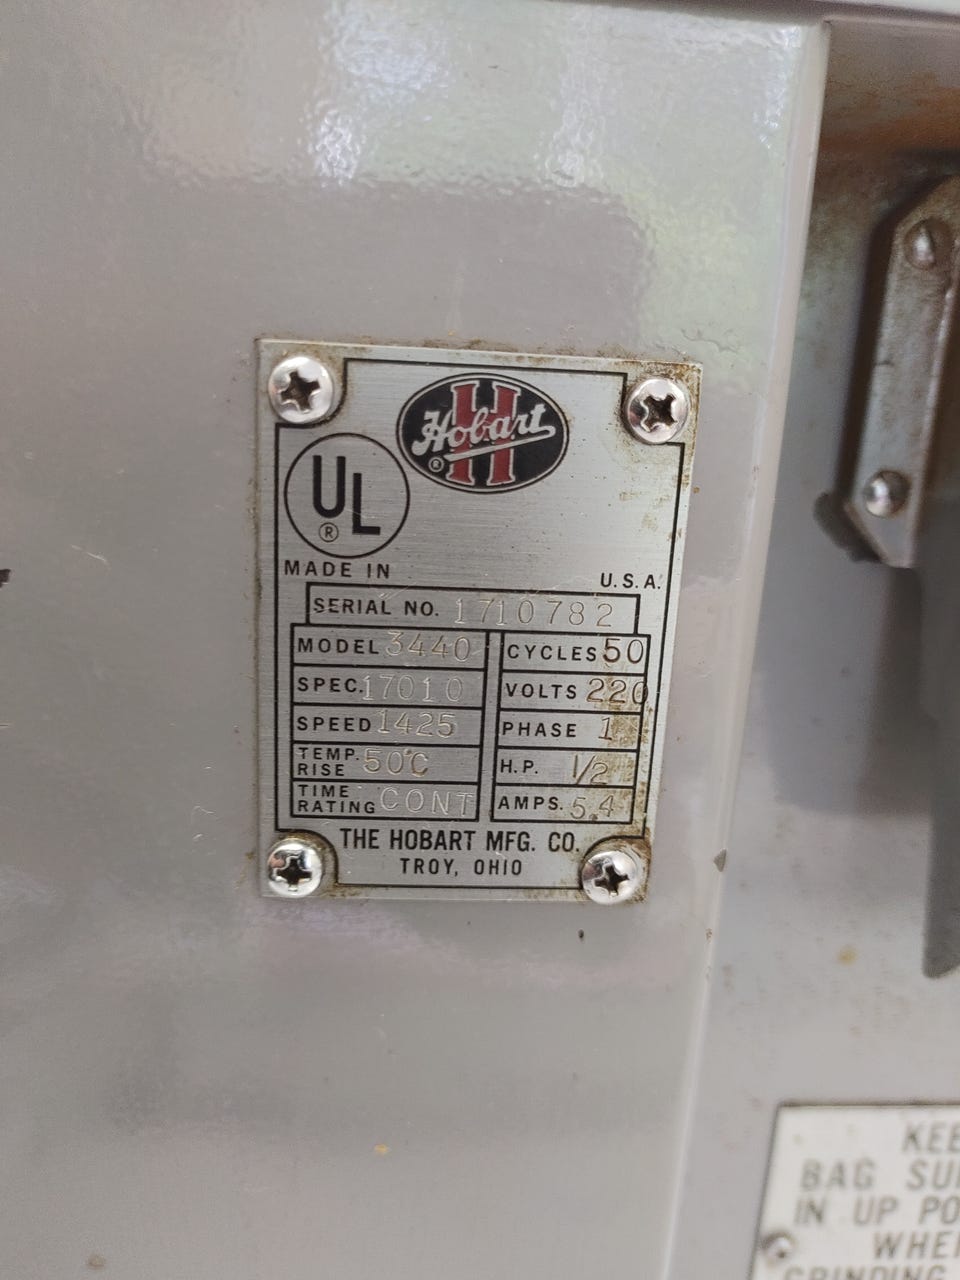 Hobart
®
UL
®
MADE IN U.S.A.
SERIAL NO. 1710782
MODEL 3440 CYCLES 50
SPEC. 17010 VOLTS 220
SPEED 1425 PHASE 1
TEMP. RISE 50°C H.P. 1/2
TIME RATING CONT AMPS. 5.4
THE HOBART MFG. CO.
TROY, OHIO
KEE
BAG SU
IN UP PO
WHE
GRINDING